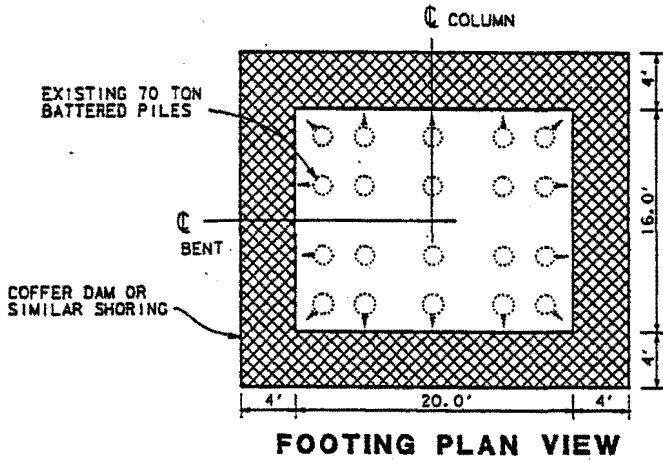 ℄ COLUMN
EXISTING 70 TON
BATTERED PILES
4'
16.0'
℄
BENT
COFFER DAM OR
SIMILAR SHORING
4'
4'
20.0'
4'
FOOTING PLAN VIEW